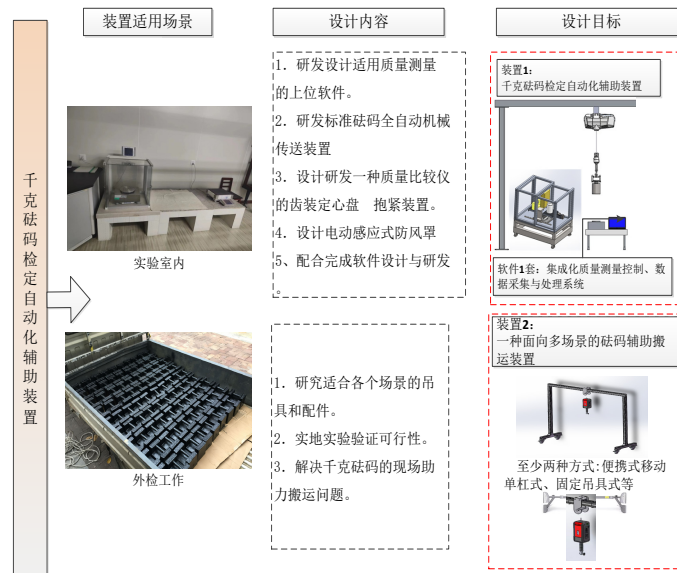 装置适用场景
设计内容
设计目标
千克砝码检定自动化辅助装置
实验室内
1. 研发设计适用质量测量
的上位软件。
2. 研发标准砝码全自动机械
传送装置
3. 设计研发一种质量比较仪
的齿装定心盘 抱紧装置。
4. 设计电动感应式防风罩
5、配合完成软件设计与研发
。
装置1:
千克砝码检定自动化辅助装置
软件1套：集成化质量测量控制、数
据采集与处理系统
外检工作
1. 研究适合各个场景的吊
具和配件。
2. 实地实验验证可行性。
3. 解决千克砝码的现场助
力搬运问题。
装置2:
一种面向多场景的砝码辅助搬
运装置
至少两种方式:便携式移动
单杠式、固定吊具式等